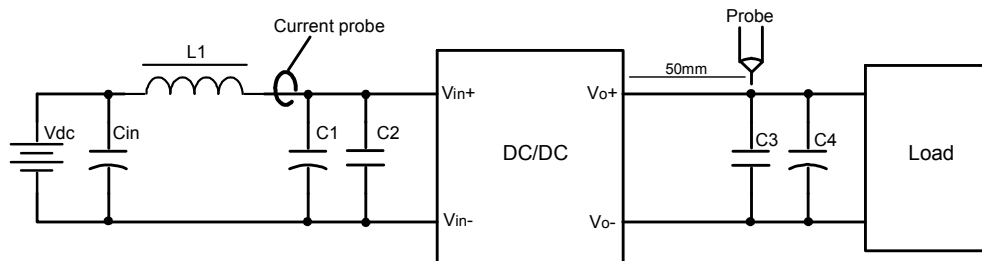 Probe
Current probe
L1
50mm
Vin+
Vo+
Vdc
Cin
C1
C2
DC/DC
C3
C4
Load
Vin-
Vo-